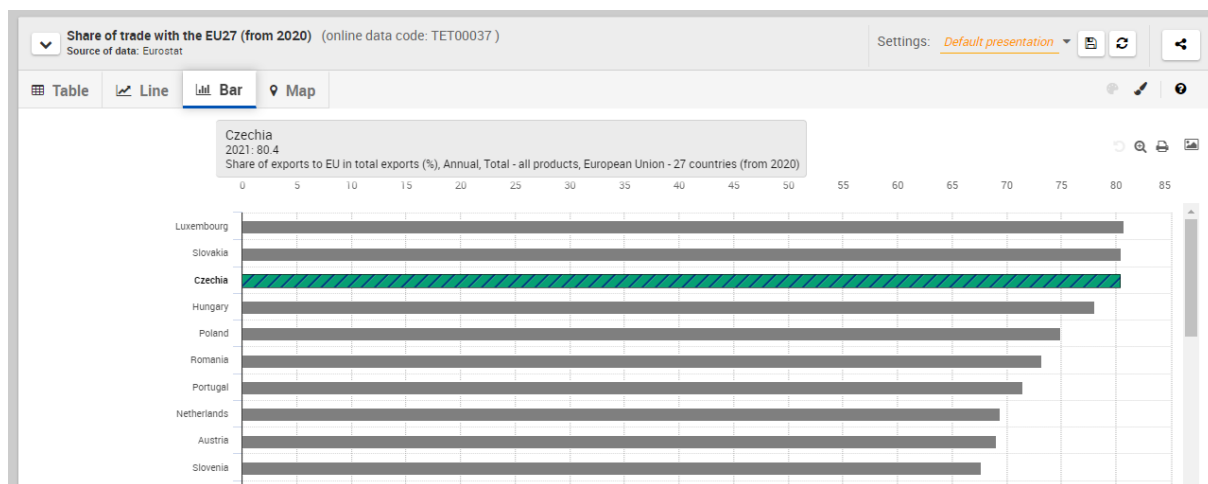 Share of trade with the EU27 (from 2020) (online data code: TET00037 )
Source of data: Eurostat
Settings: Default presentation
Table Line Bar Map
Czechia
2021: 80.4
Share of exports to EU in total exports (%), Annual, Total - all products, European Union - 27 countries (from 2020)
0 5 10 15 20 25 30 35 40 45 50 55 60 65 70 75 80 85
Luxembourg
Slovakia
Czechia
Hungary
Poland
Romania
Portugal
Netherlands
Austria
Slovenia